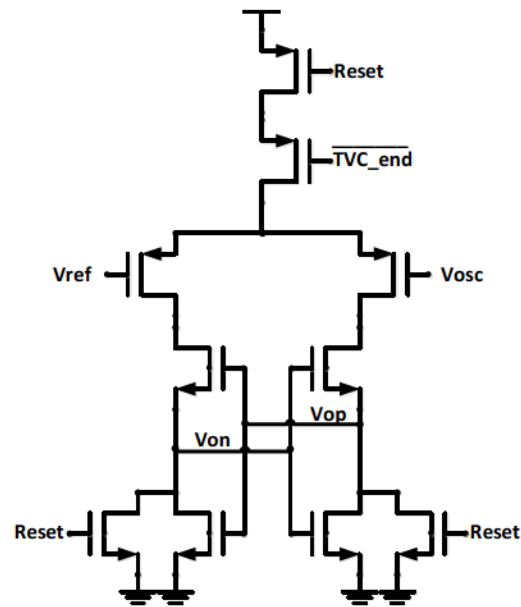 Reset
TVC_end
Vref
Vosc
Vop
Von
Reset
Reset